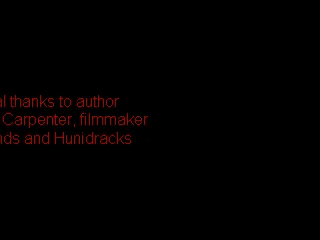 al thanks to author
Carpenter, filmmaker
nds and Hunidracks